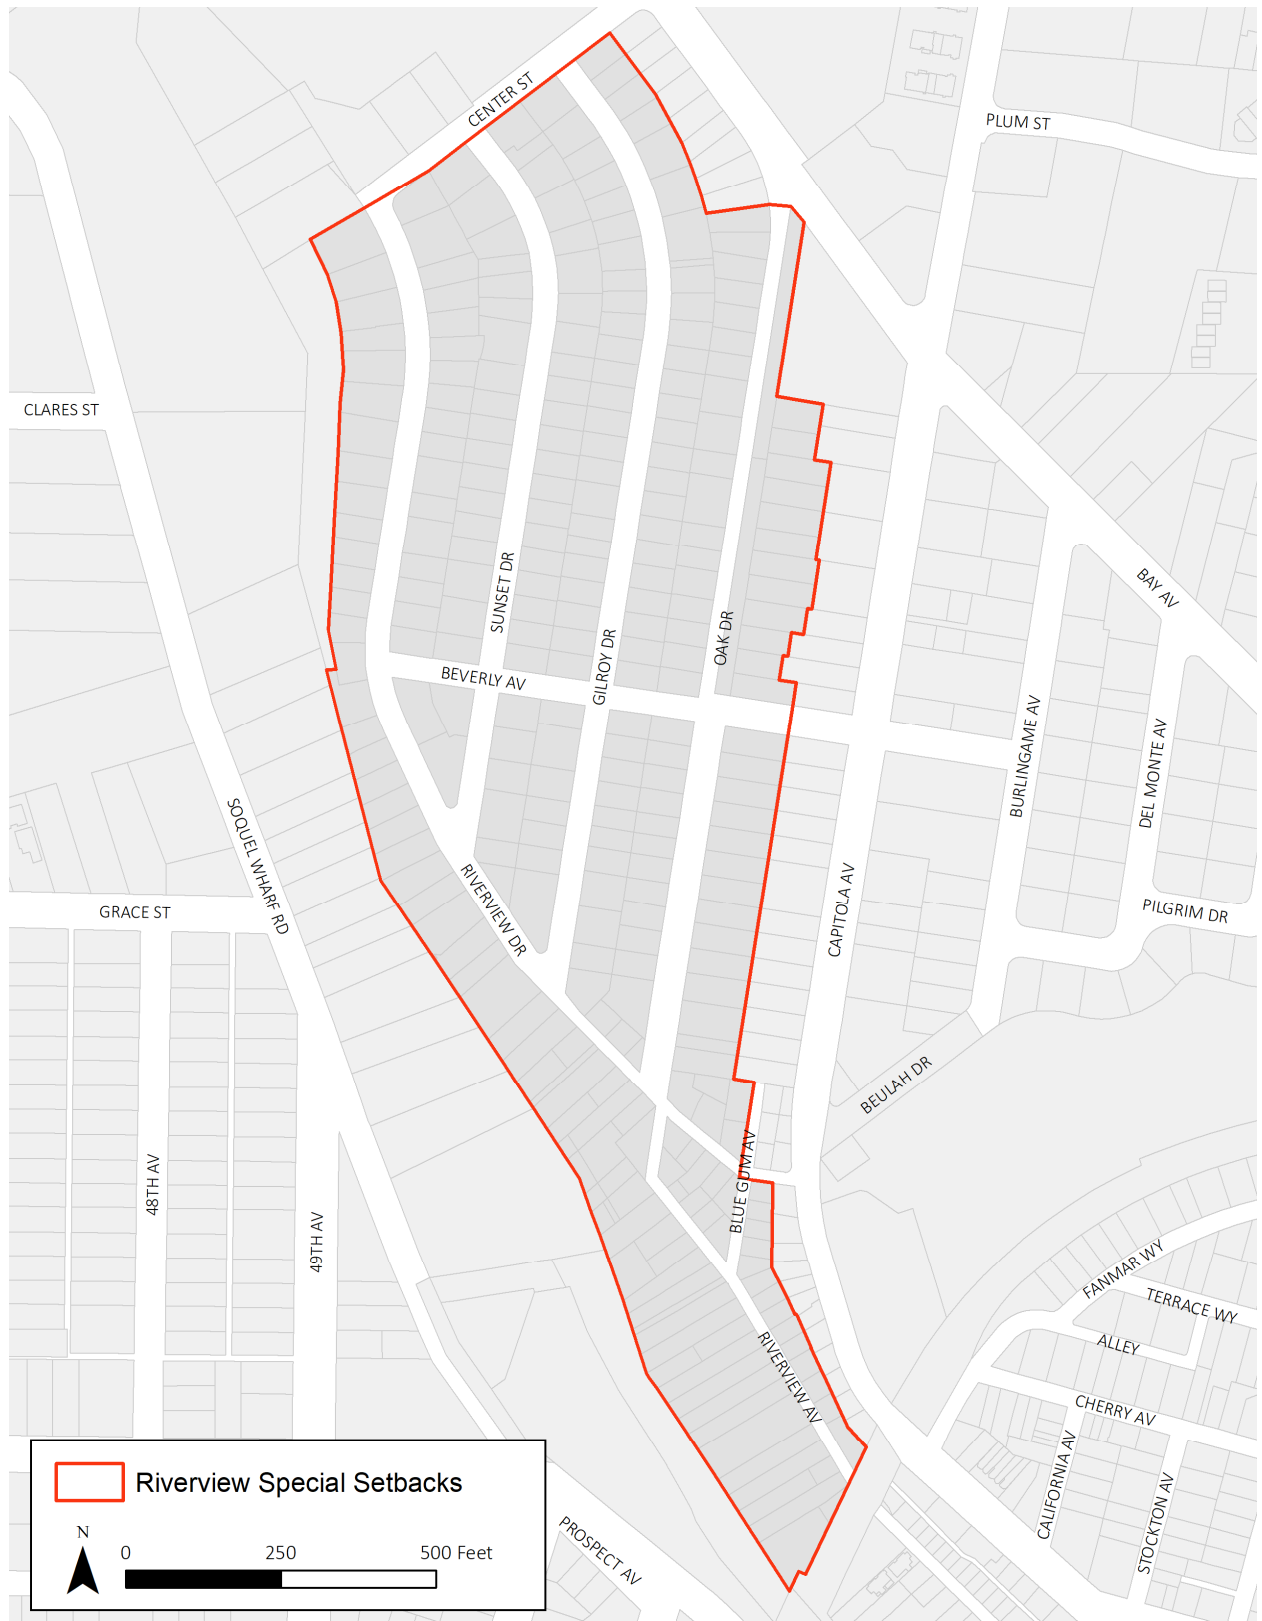 CENTER ST
PLUM ST
CLARES ST
SUNSET DR
GILROY DR
OAK DR
BAY AV
BEVERLY AV
BURLINGAME AV
DEL MONTE AV
SOQUEL WHARF RD
RIVERVIEW DR
CAPITOLA AV
GRACE ST
PILGRIM DR
BEULAH DR
48TH AV
49TH AV
BLUE GUM AV
FANMAR WY
TERRACE WY
ALLEY
RIVERVIEW AV
CHERRY AV
CALIFORNIA AV
STOCKTON AV
PROSPECT AV
Riverview Special Setbacks
N
0 250 500 Feet